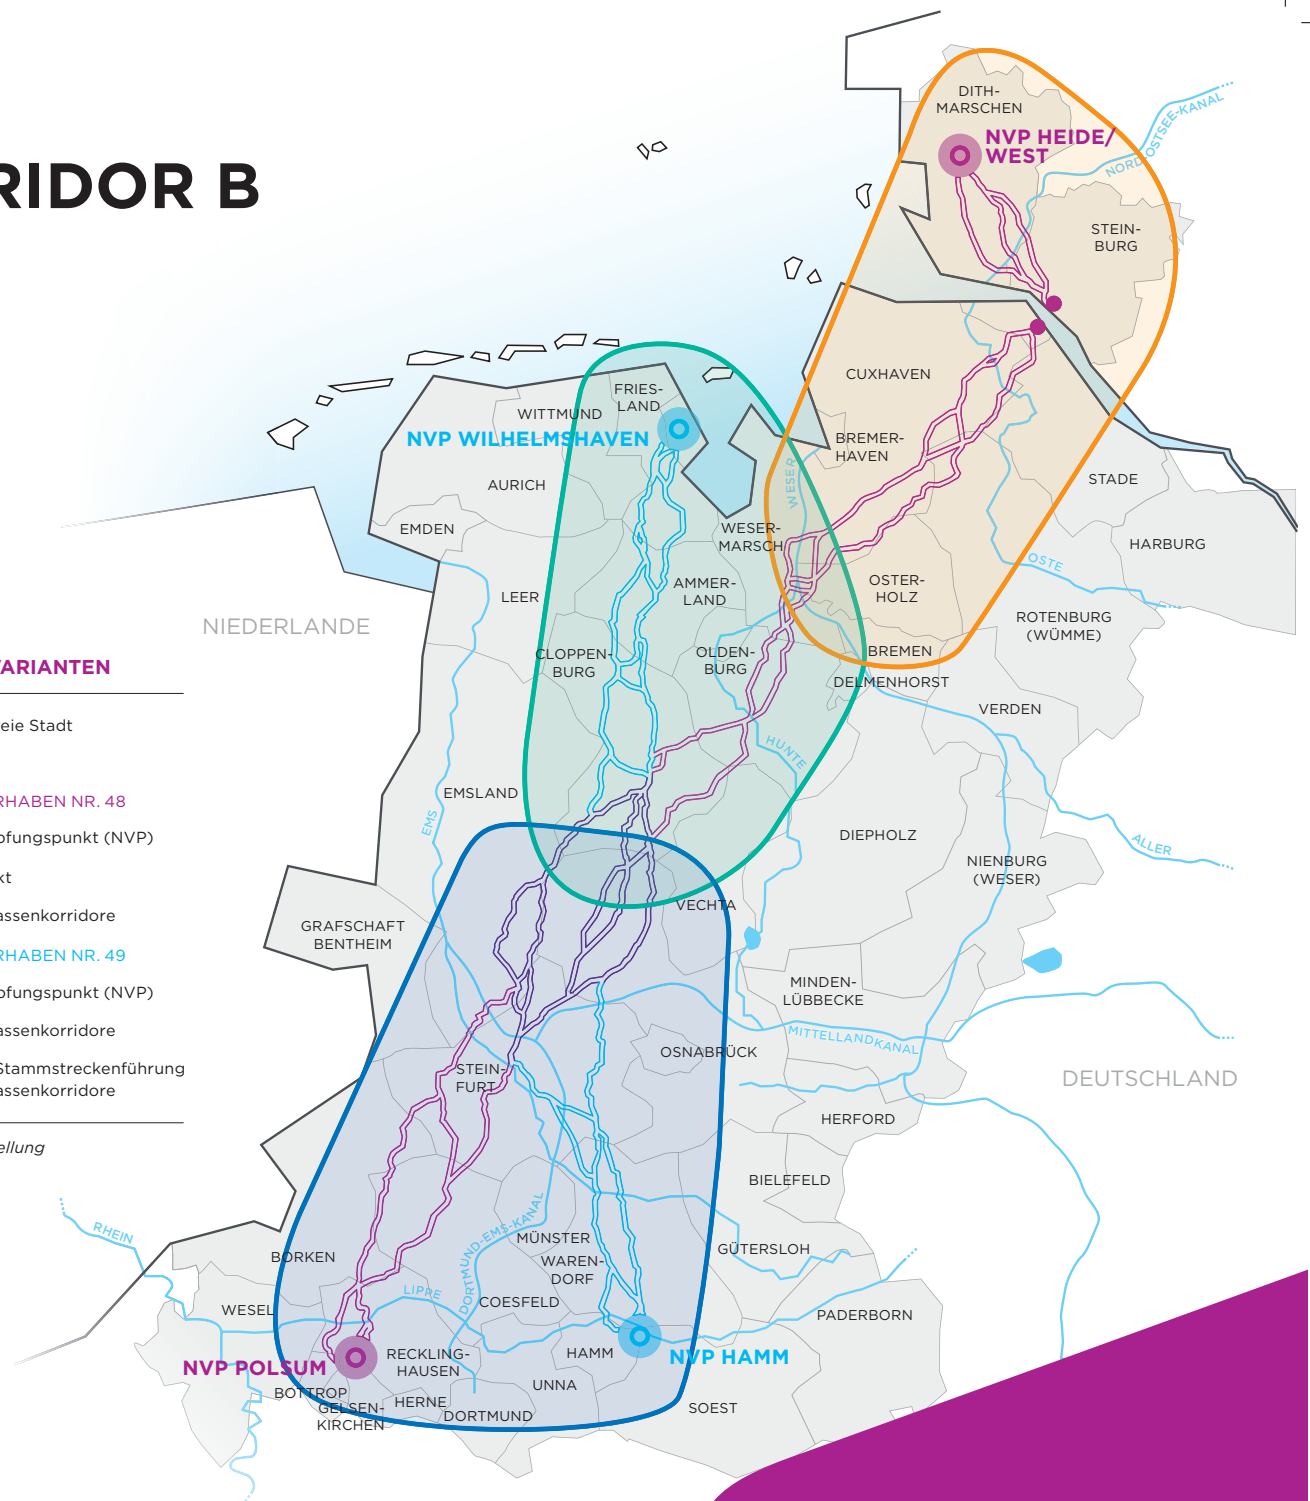 RIDOR B
DITH-
MARSCHEN
NVP HEIDE/
WEST
NORD-OSTSEE-KANAL
STEIN-
BURG
CUXHAVEN
FRIES-
LAND
WITTMUND
NVP WILHELMSHAVEN
BREMER-
HAVEN
WESER
AURICH
STADE
EMDEN
WESER-
MARSCH
HARBURG
OSTE
AMMER-
LAND
OSTER-
HOLZ
LEER
NIEDERLANDE
ROTENBURG
(WÜMME)
CLOPPEN-
BURG
OLDEN-
BURG
BREMEN
DELMENHORST
VERDEN
HUNTE
EMSLAND
EMS
DIEPHOLZ
ALLER
NIENBURG
(WESER)
VECHTA
GRAFSCHAFT
BENTHEIM
MINDEN-
LÜBBECKE
MITTELLANDKANAL
OSNABRÜCK
STEIN-
FURT
DEUTSCHLAND
HERFORD
BIELEFELD
RHEIN
DORTMUND-EMS-KANAL
MÜNSTER
GÜTERSLOH
BORKEN
WAREN-
DORF
LIPPE
COESFELD
WESEL
PADERBORN
RECKLING-
HAUSEN
HAMM
NVP HAMM
NVP POLSUM
UNNA
BOTTROP
HERNE
GELSEN-
KIRCHEN
DORTMUND
SOEST
VARIANTEN
eie Stadt
RHABEN NR. 48
pfungspunkt (NVP)
kt
assenkorridore
RHABEN NR. 49
pfungspunkt (NVP)
assenkorridore
Stammstreckenführung
assenkorridore
ellung